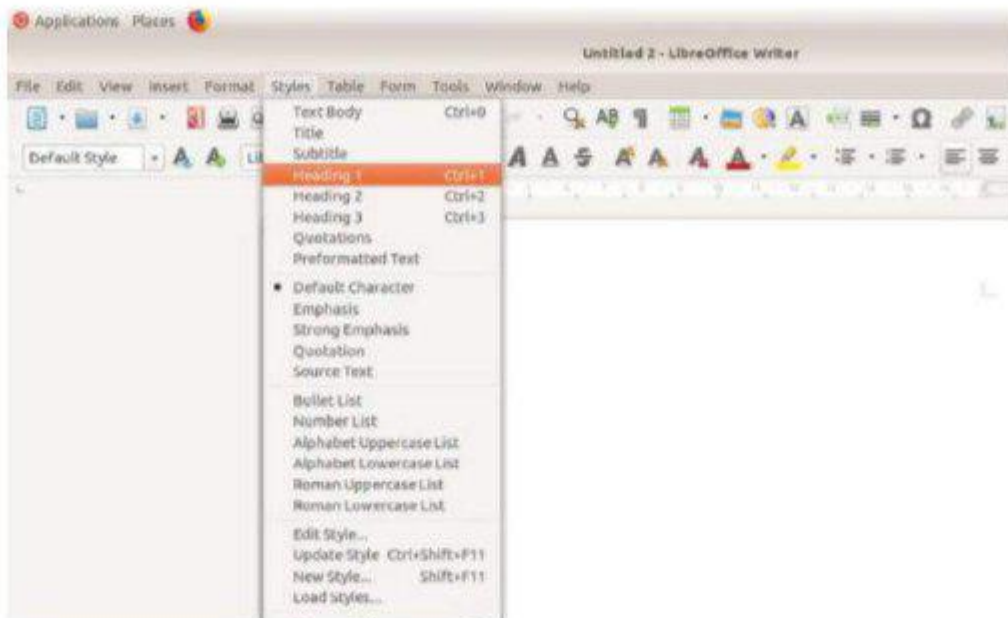 Applications Places
Untitled 2 - LibreOffice Writer
File Edit View Insert Format Styles Table Form Tools Window Help
Default Style
Text Body Ctrl+0
Title
Subtitle
Heading 1 Ctrl+1
Heading 2 Ctrl+2
Heading 3 Ctrl+3
Quotations
Preformatted Text
Default Character
Emphasis
Strong Emphasis
Quotation
Source Text
Bullet List
Number List
Alphabet Uppercase List
Alphabet Lowercase List
Roman Uppercase List
Roman Lowercase List
Edit Style...
Update Style Ctrl+Shift+F11
New Style... Shift+F11
Load Styles...